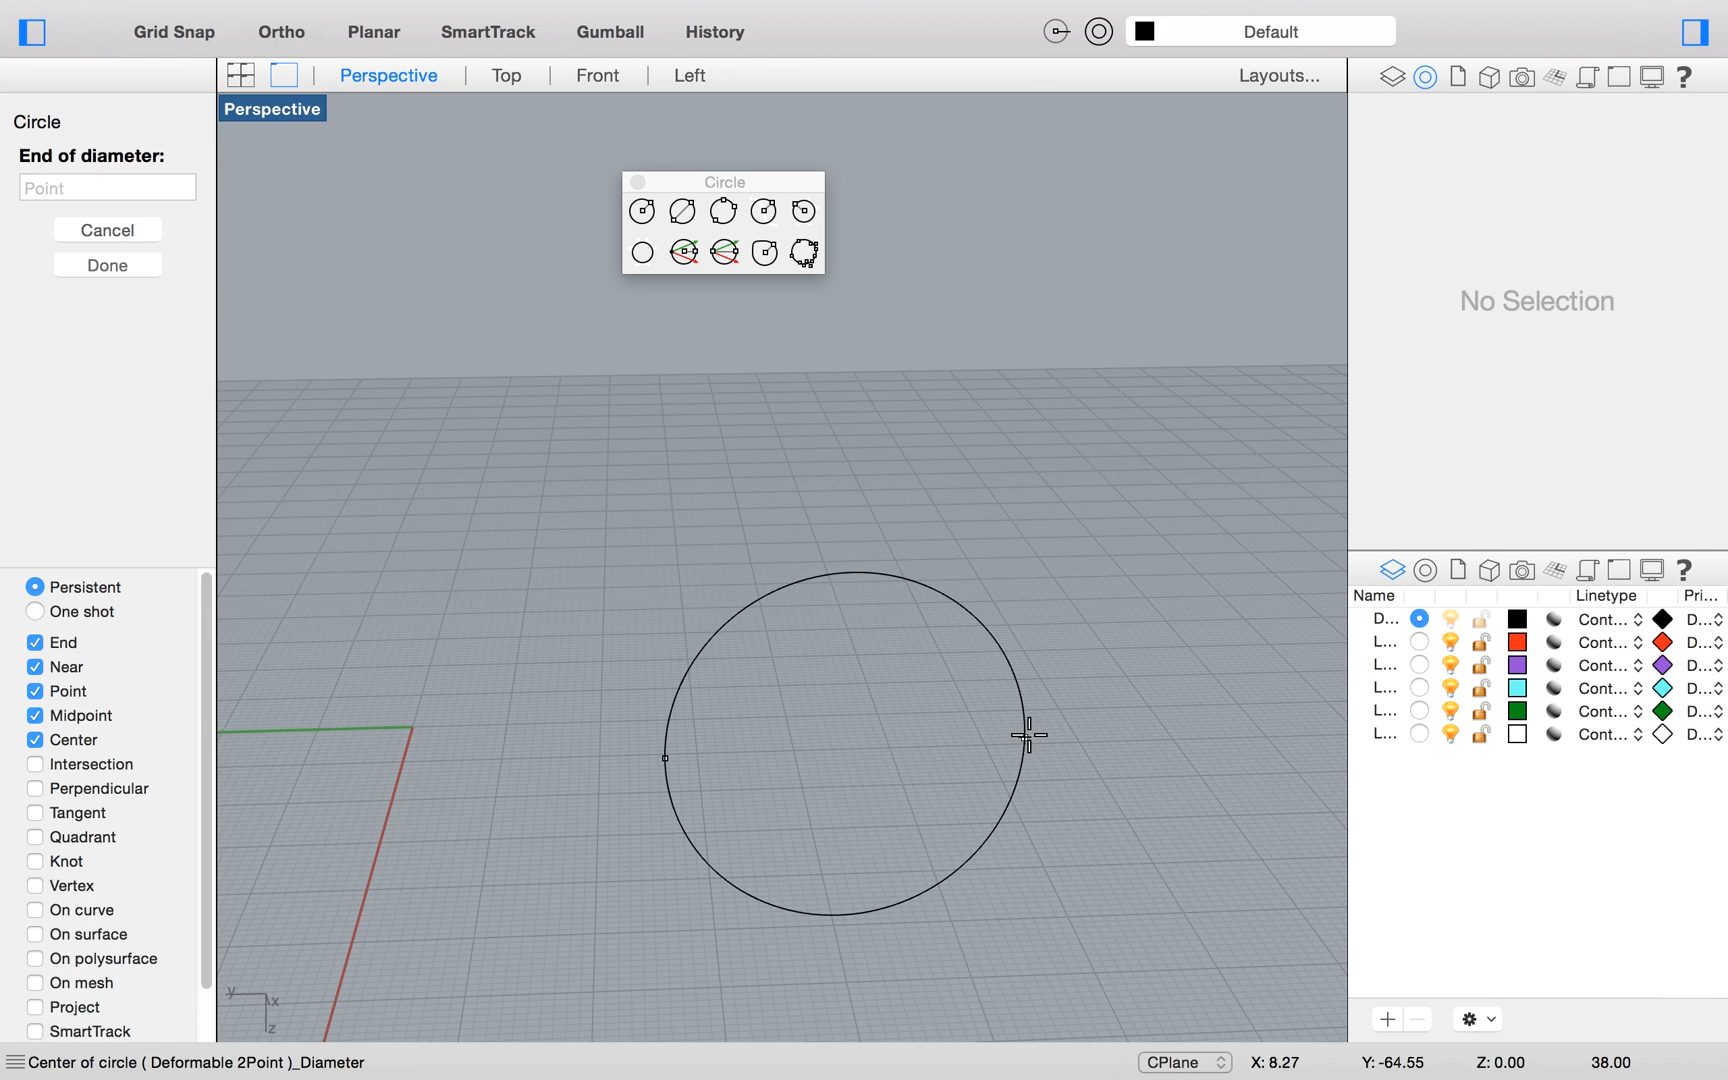 Grid Snap Ortho Planar SmartTrack Gumball History Default
Perspective Top Front Left Layouts...
Perspective
Circle
End of diameter:
Point
Cancel
Done
Circle
No Selection
Persistent
One shot
End
Near
Point
Midpoint
Center
Intersection
Perpendicular
Tangent
Quadrant
Knot
Vertex
On curve
On surface
On polysurface
On mesh
Project
SmartTrack
Name Linetype Pri...
D... Cont... D...
L... Cont... D...
L... Cont... D...
L... Cont... D...
L... Cont... D...
L... Cont... D...
y x
z
Center of circle ( Deformable 2Point )_Diameter CPlane X: 8.27 Y: -64.55 Z: 0.00 38.00